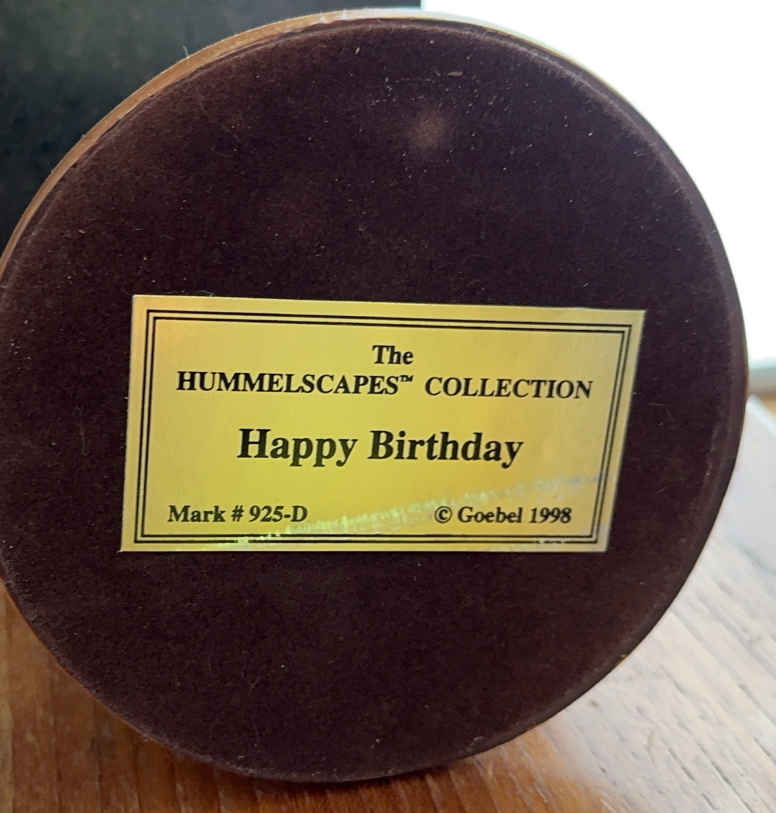 The
HUMMELSCAPES™ COLLECTION
Happy Birthday
Mark # 925-D © Goebel 1998